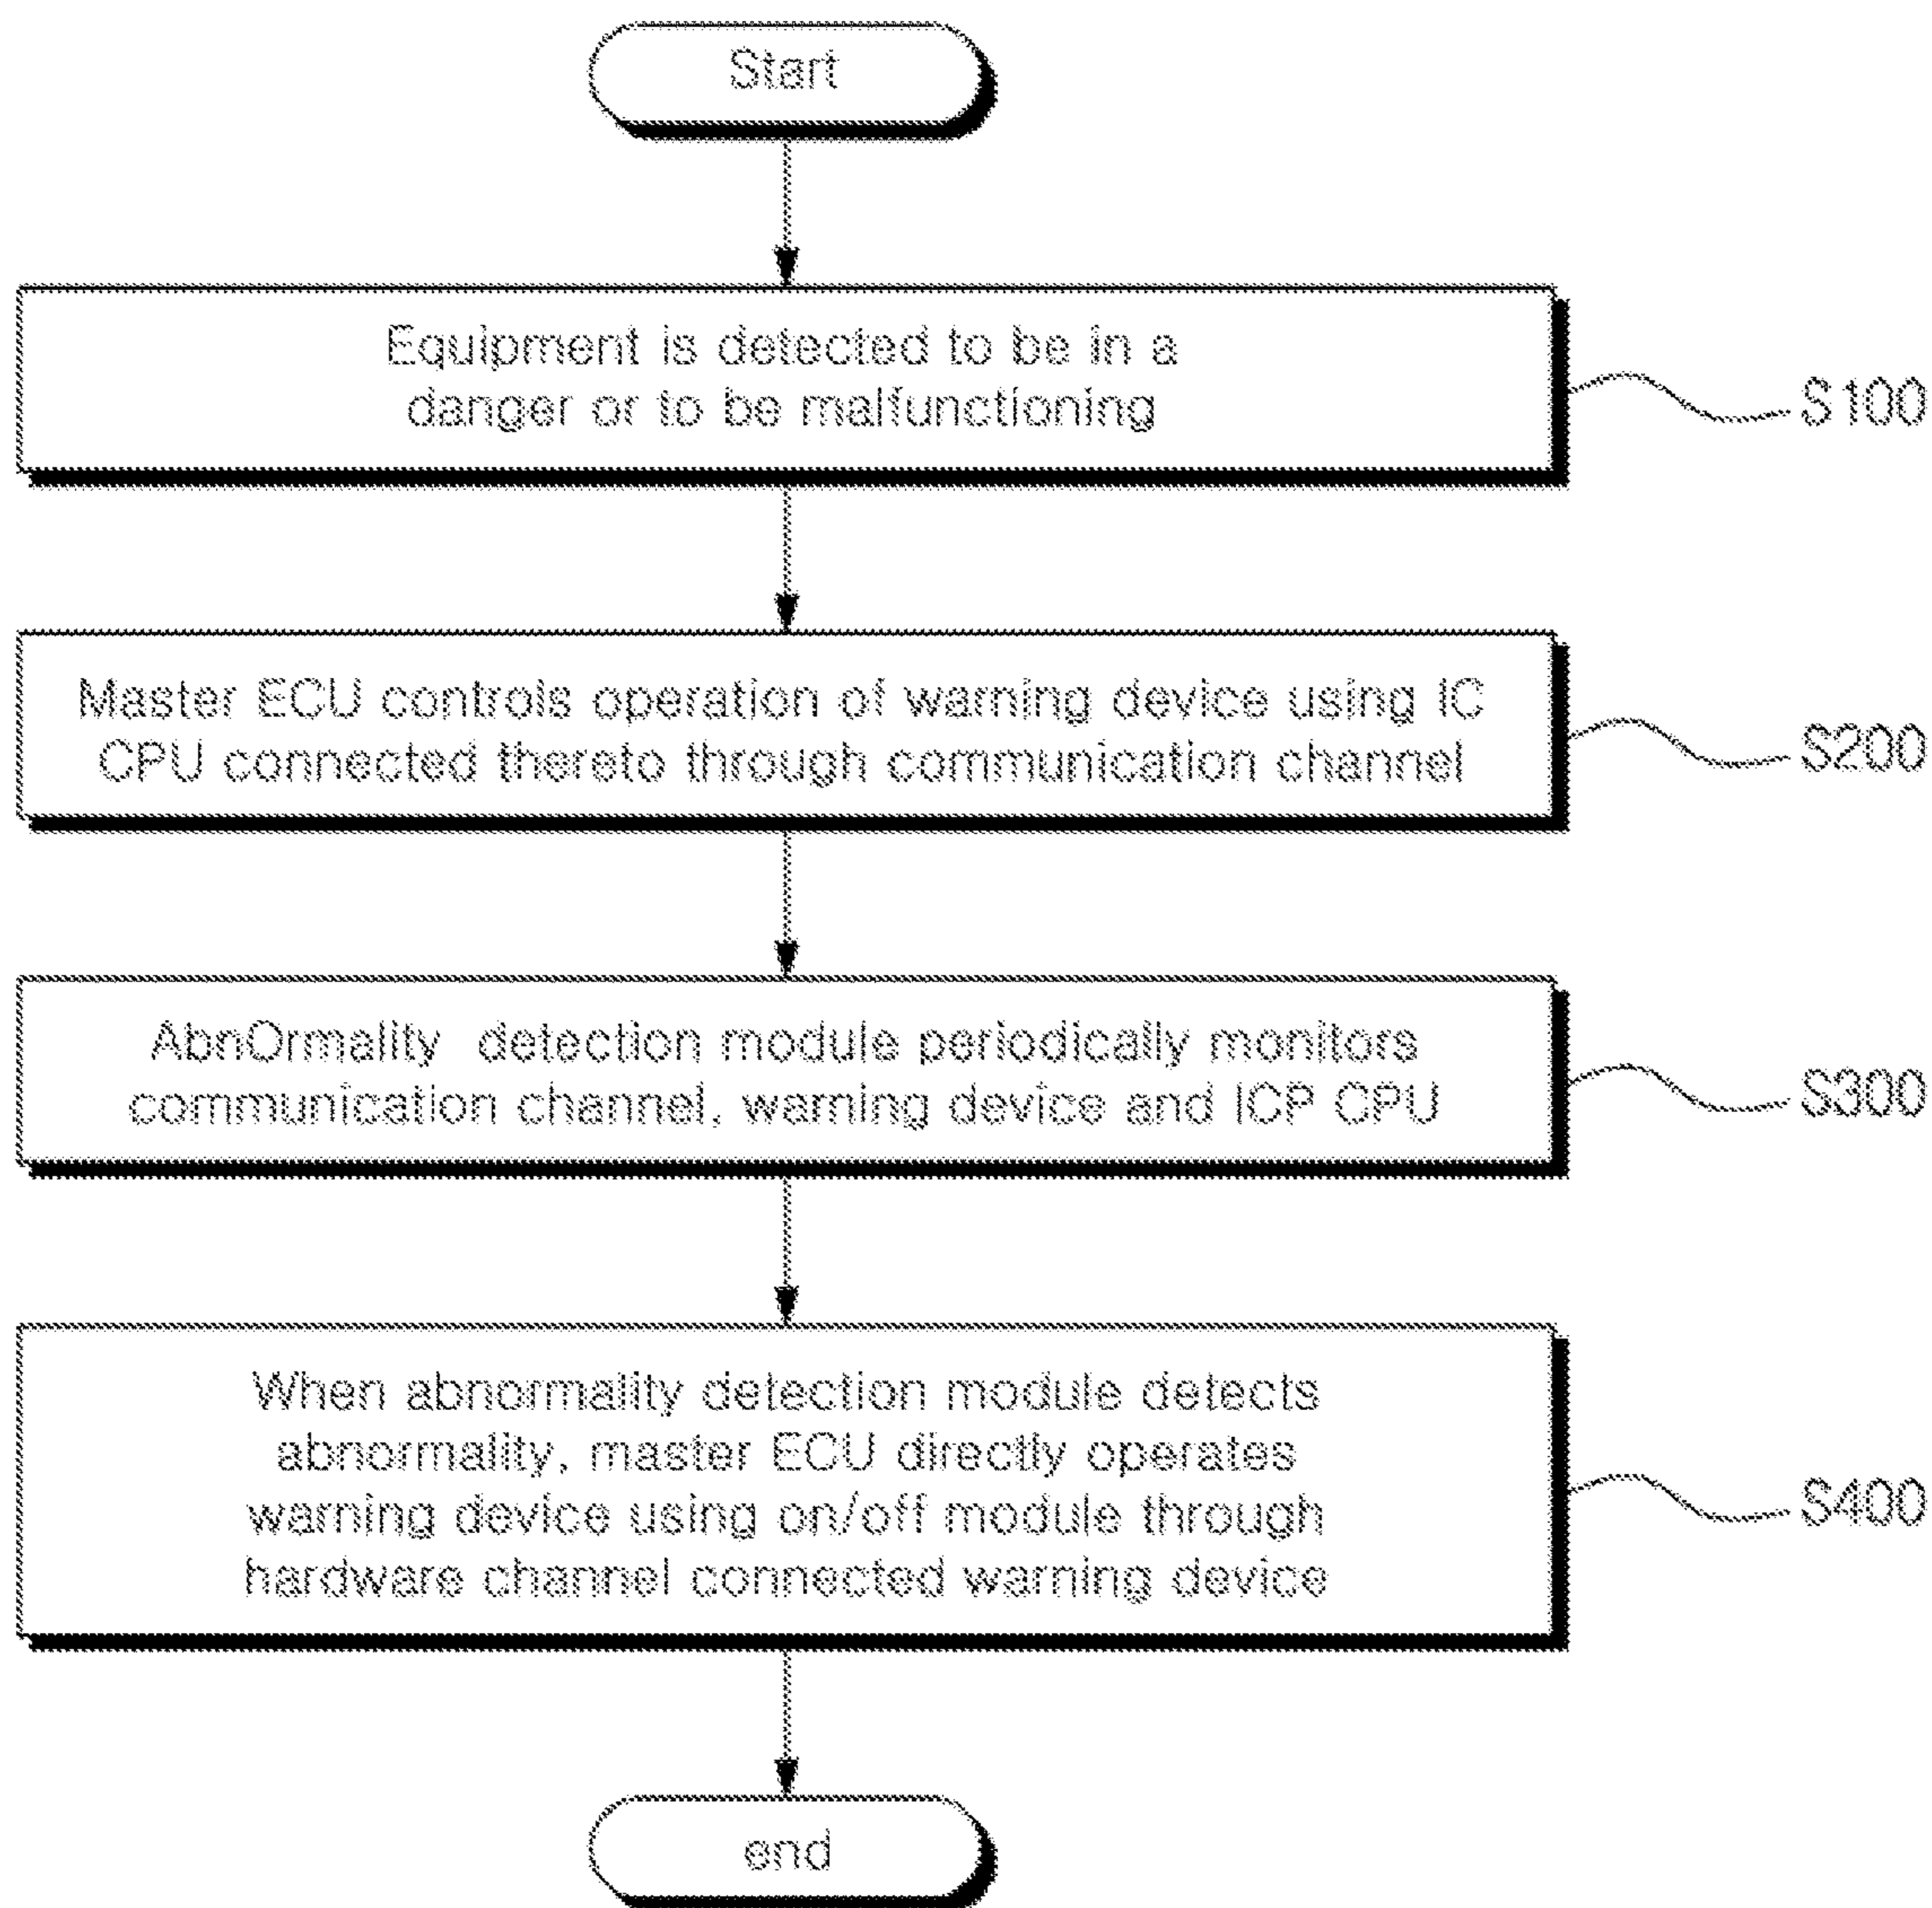 Start
Equipment is detected to be in a
danger or to be malfunctioning
S100
Master ECU controls operation of warning device using IC
CPU connected thereto through communication channel
S200
AbnOrmality detection module periodically monitors
communication channel, warning device and ICP CPU
S300
When abnormality detection module detects
abnormality, master ECU directly operates
warning device using on/off module through
hardware channel connected warning device
S400
end